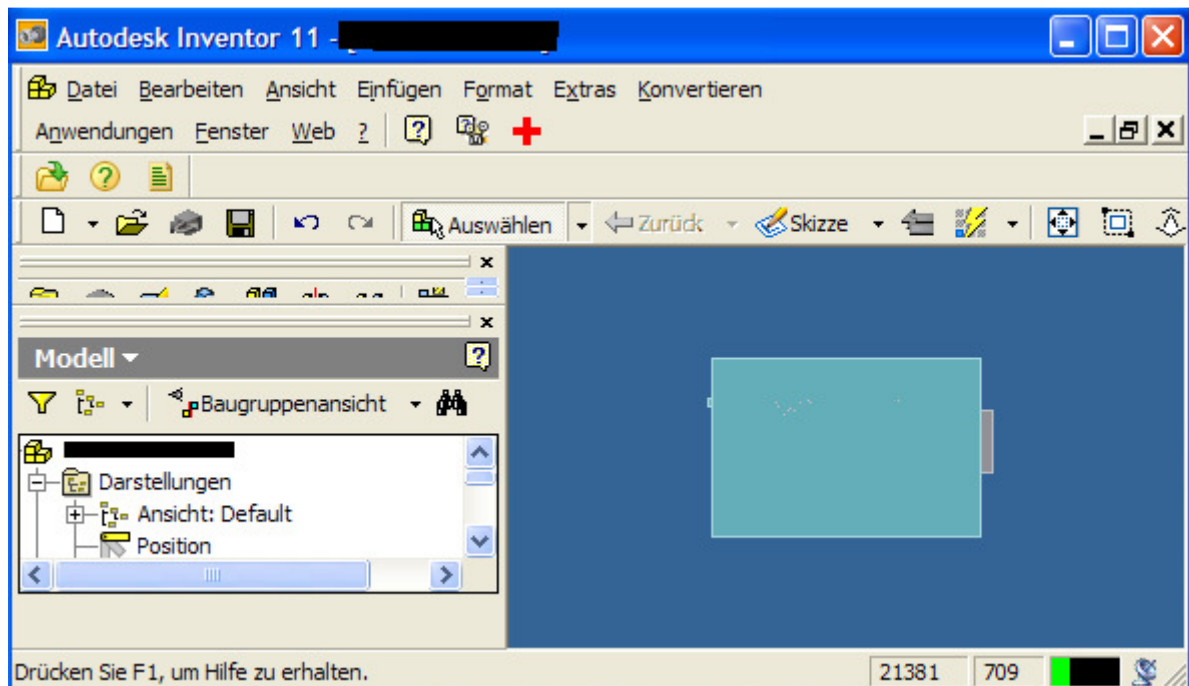 Autodesk Inventor 11 -
Datei Bearbeiten Ansicht Einfügen Format Extras Konvertieren
Anwendungen Fenster Web ?
Auswählen Zurück Skizze
Modell
Baugruppenansicht
Darstellungen
Ansicht: Default
Position
Drücken Sie F1, um Hilfe zu erhalten. 21381 709